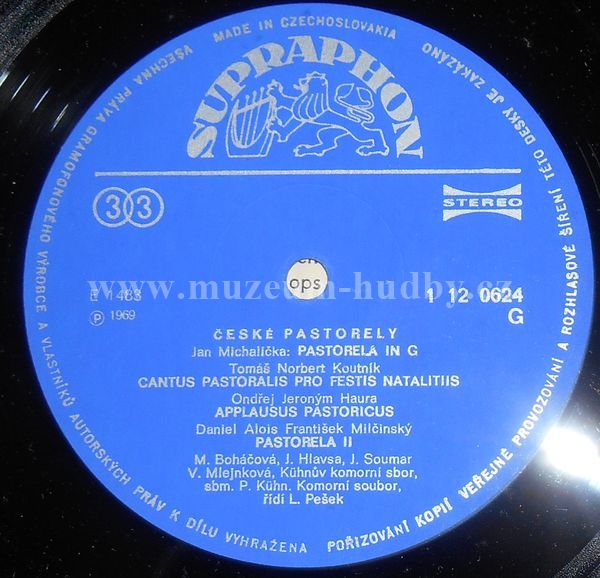 MADE IN CZECHOSLOVAKIA
SUPRAPHON
33
STEREO
en
ops
www.muzeum-hudby.cz
E 1483
Ⓟ 1969
1 12 0624
G
ČESKÉ PASTORELY
Jan Michalička: PASTORELA IN G
Tomáš Norbert Koutník
CANTUS PASTORALIS PRO FESTIS NATALITIIS
Ondřej Jeroným Haura
APPLAUSUS PASTORICUS
Daniel Alois František Milčinský
PASTORELA II
M. Boháčová, J. Hlavsa, J. Soumar
V. Mlejnková, Kühnův komorní sbor,
sbm. P. Kühn. Komorní soubor,
řídí L. Pešek
VŠECHNA PRÁVA GRAMOFONOVÉHO VÝROBCE A VLASTNÍKŮ AUTORSKÝCH PRÁV K DÍLU VYHRAŽENA
POŘIZOVÁNÍ KOPIÍ VEŘEJNÉ PROVOZOVÁNÍ A ROZHLASOVÉ ŠÍŘENÍ TÉTO DESKY JE ZAKÁZÁNO